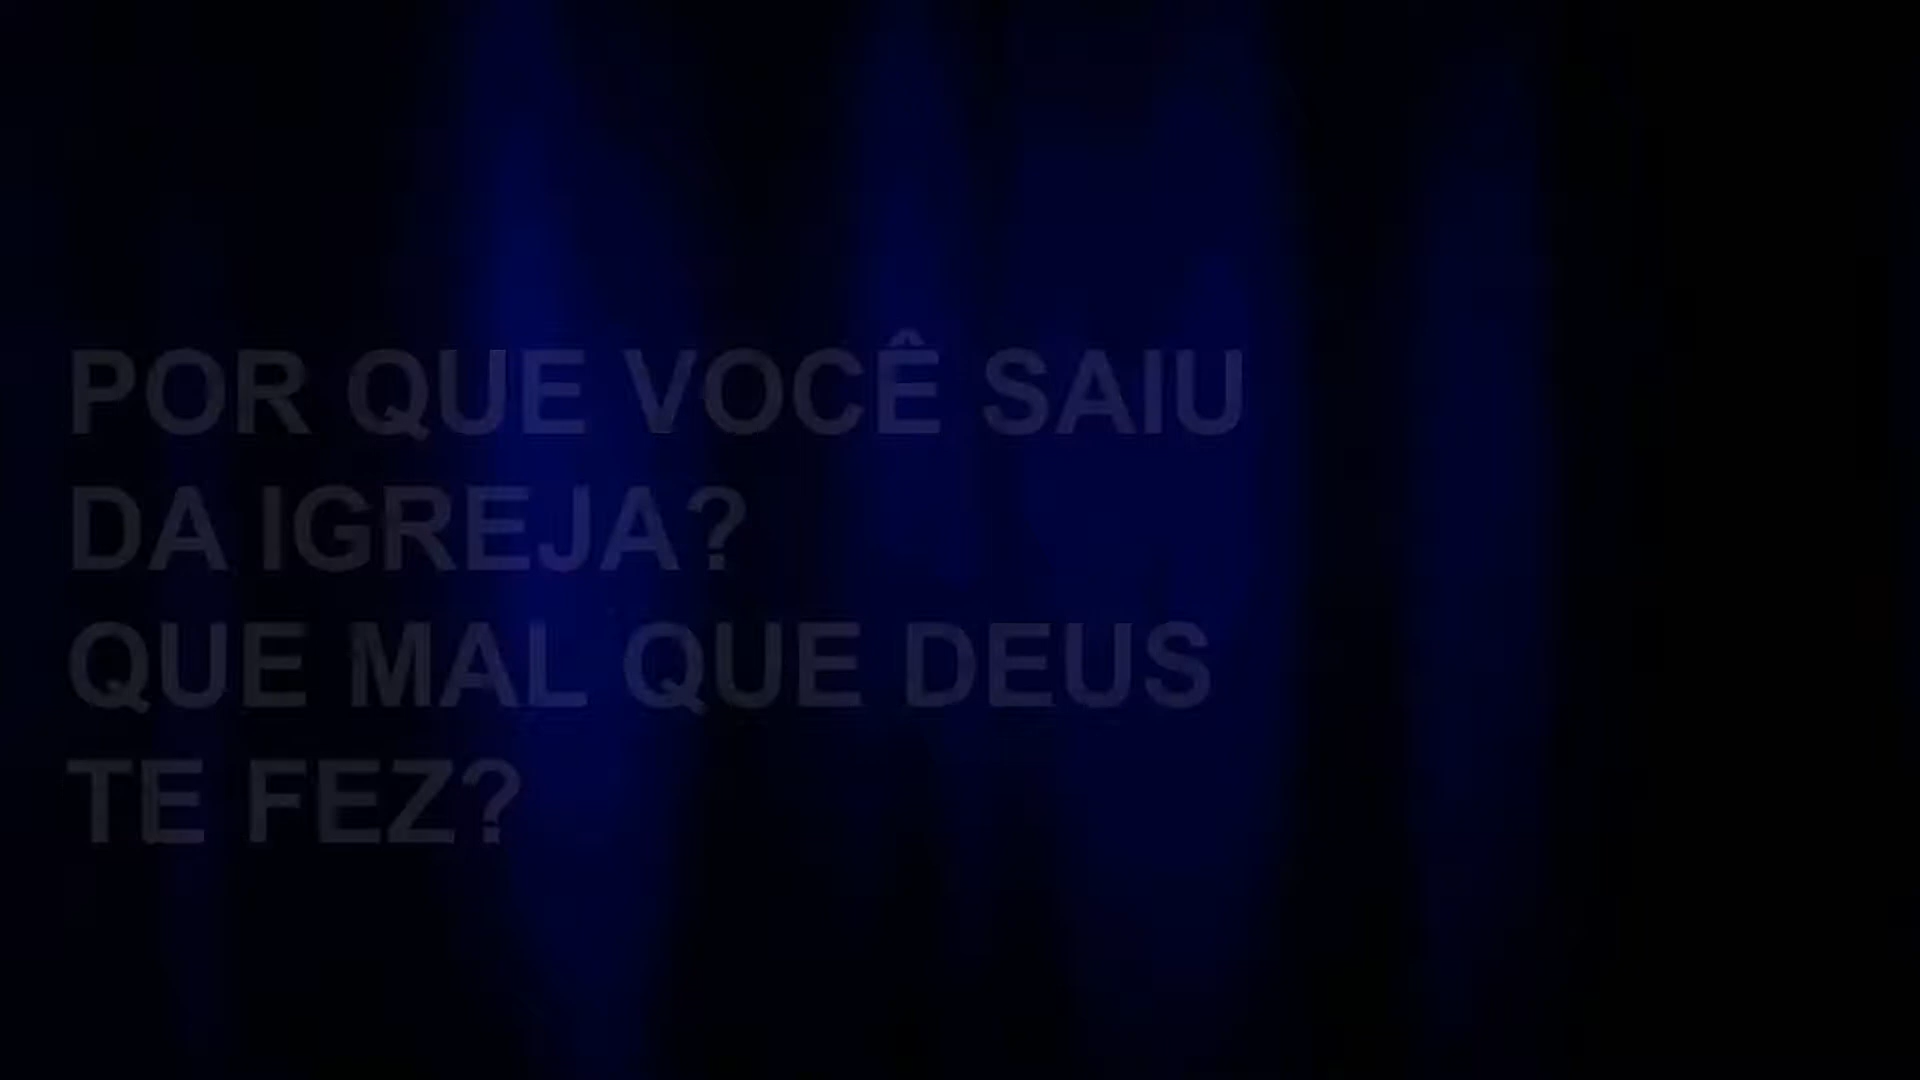 POR QUE VOCÊ SAIU
DA IGREJA?
QUE MAL QUE DEUS
TE FEZ?